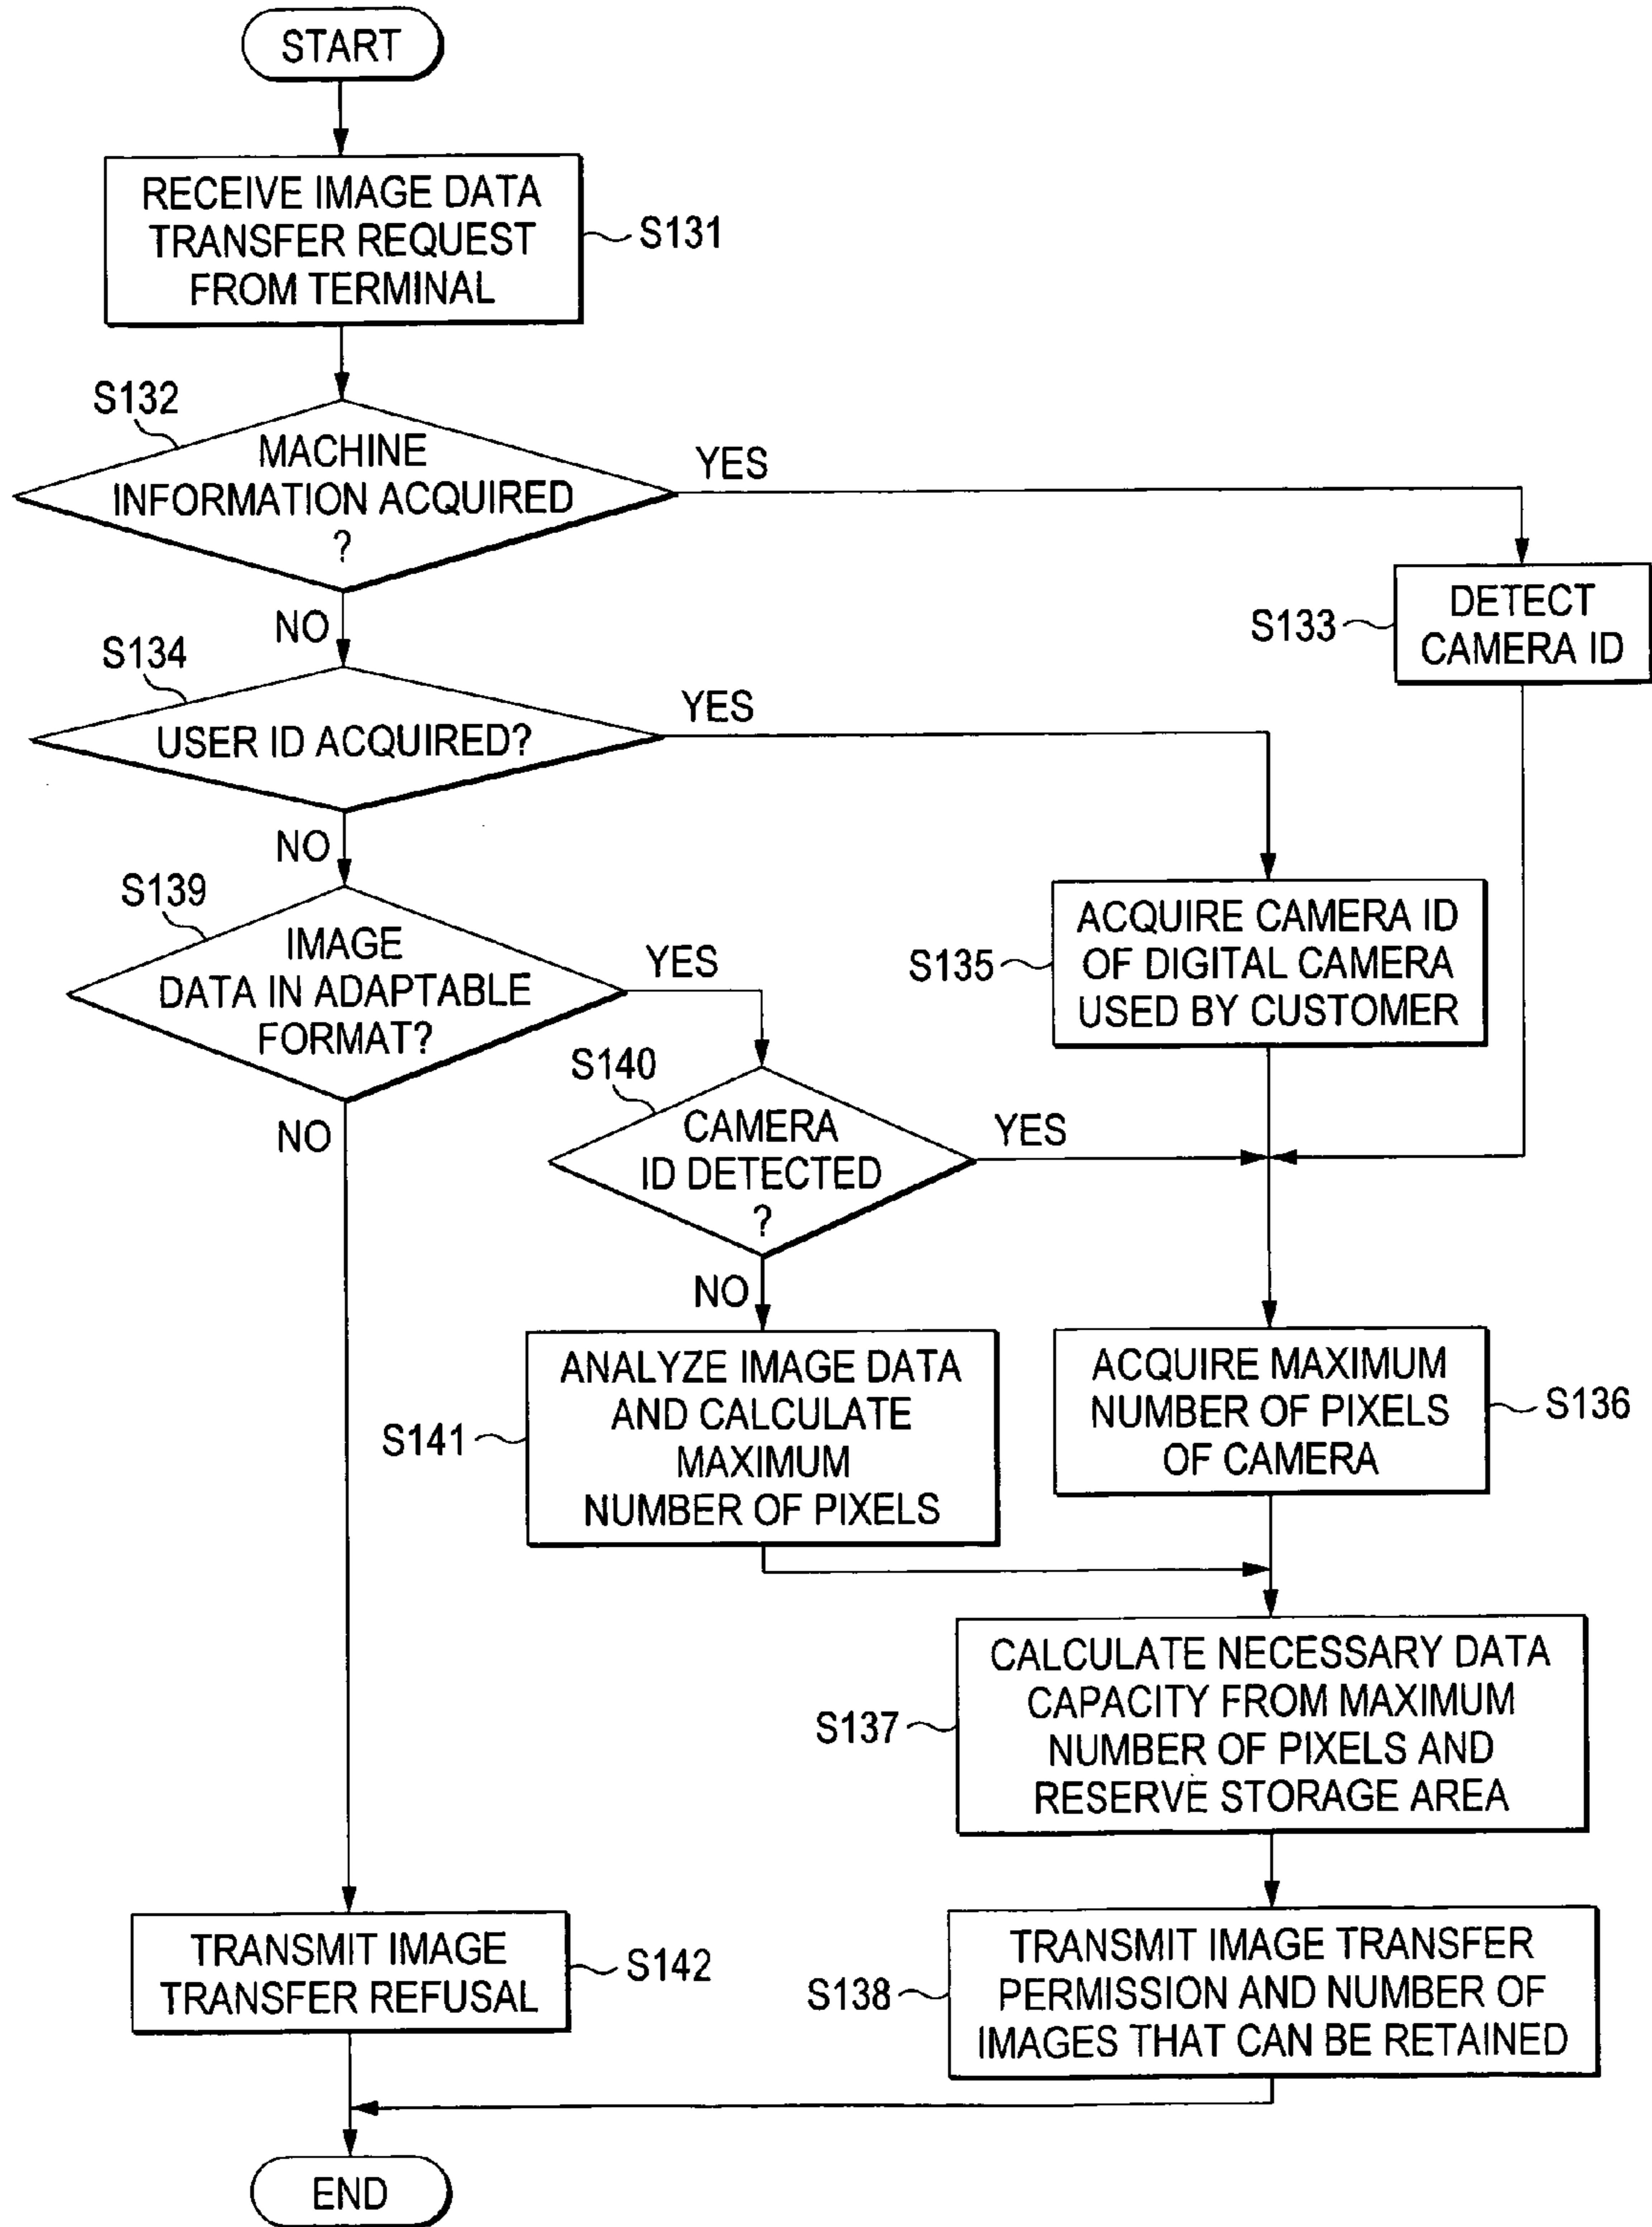 START
RECEIVE IMAGE DATA
TRANSFER REQUEST
FROM TERMINAL
S131
S132
MACHINE
INFORMATION ACQUIRED
?
YES
NO
DETECT
CAMERA ID
S133
S134
USER ID ACQUIRED?
YES
NO
S139
IMAGE
DATA IN ADAPTABLE
FORMAT?
YES
NO
ACQUIRE CAMERA ID
OF DIGITAL CAMERA
USED BY CUSTOMER
S135
S140
CAMERA
ID DETECTED
?
YES
NO
ANALYZE IMAGE DATA
AND CALCULATE
MAXIMUM
NUMBER OF PIXELS
S141
ACQUIRE MAXIMUM
NUMBER OF PIXELS
OF CAMERA
S136
CALCULATE NECESSARY DATA
CAPACITY FROM MAXIMUM
NUMBER OF PIXELS AND
RESERVE STORAGE AREA
S137
TRANSMIT IMAGE
TRANSFER REFUSAL
S142
TRANSMIT IMAGE TRANSFER
PERMISSION AND NUMBER OF
IMAGES THAT CAN BE RETAINED
S138
END